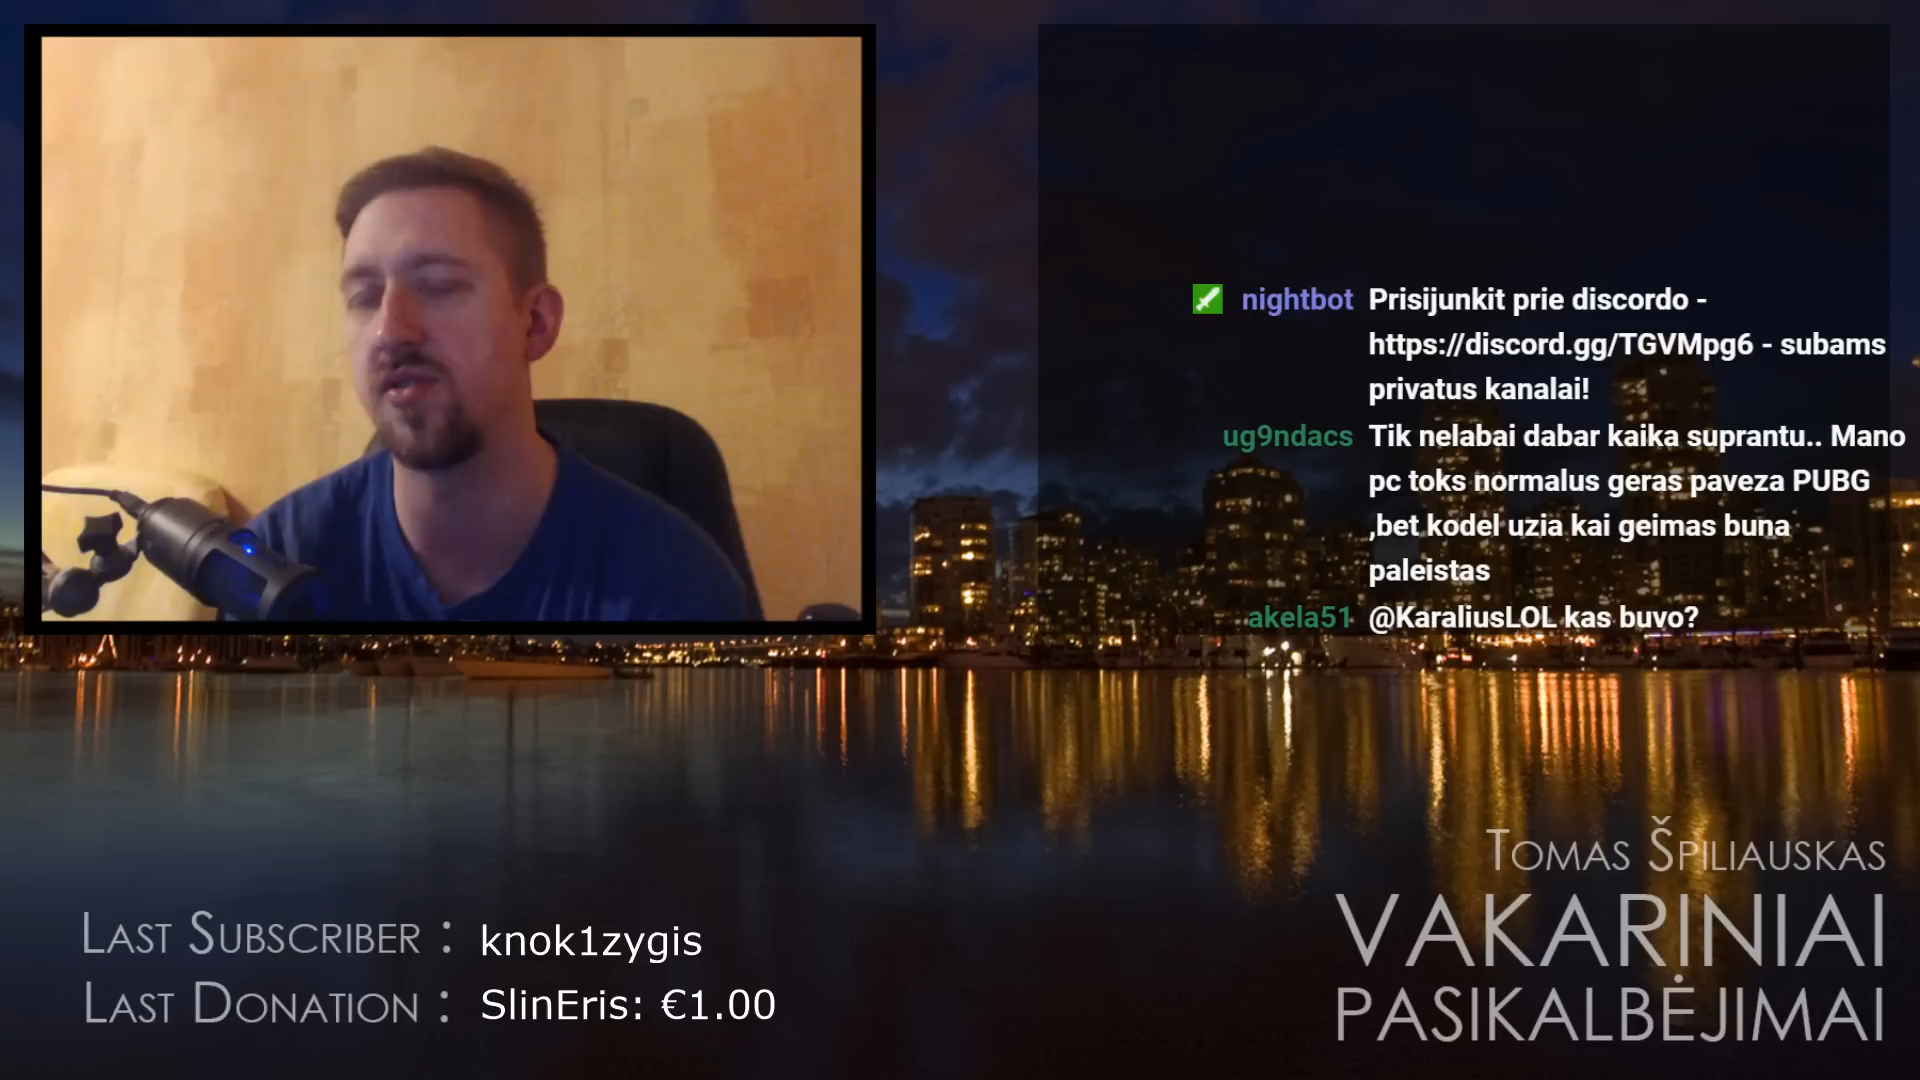 nightbot Prisijunkit prie discordo -
https://discord.gg/TGVMpg6 - subams
privatus kanalai!
ug9ndacs Tik nelabai dabar kaika suprantu.. Mano
pc toks normalus geras paveza PUBG
,bet kodel uzia kai geimas buna
paleistas
akela51 @KaraliusLOL kas buvo?
Tomas Špiliauskas
VAKARINIAI
PASIKALBĖJIMAI
Last Subscriber : knok1zygis
Last Donation : SlinEris: €1.00